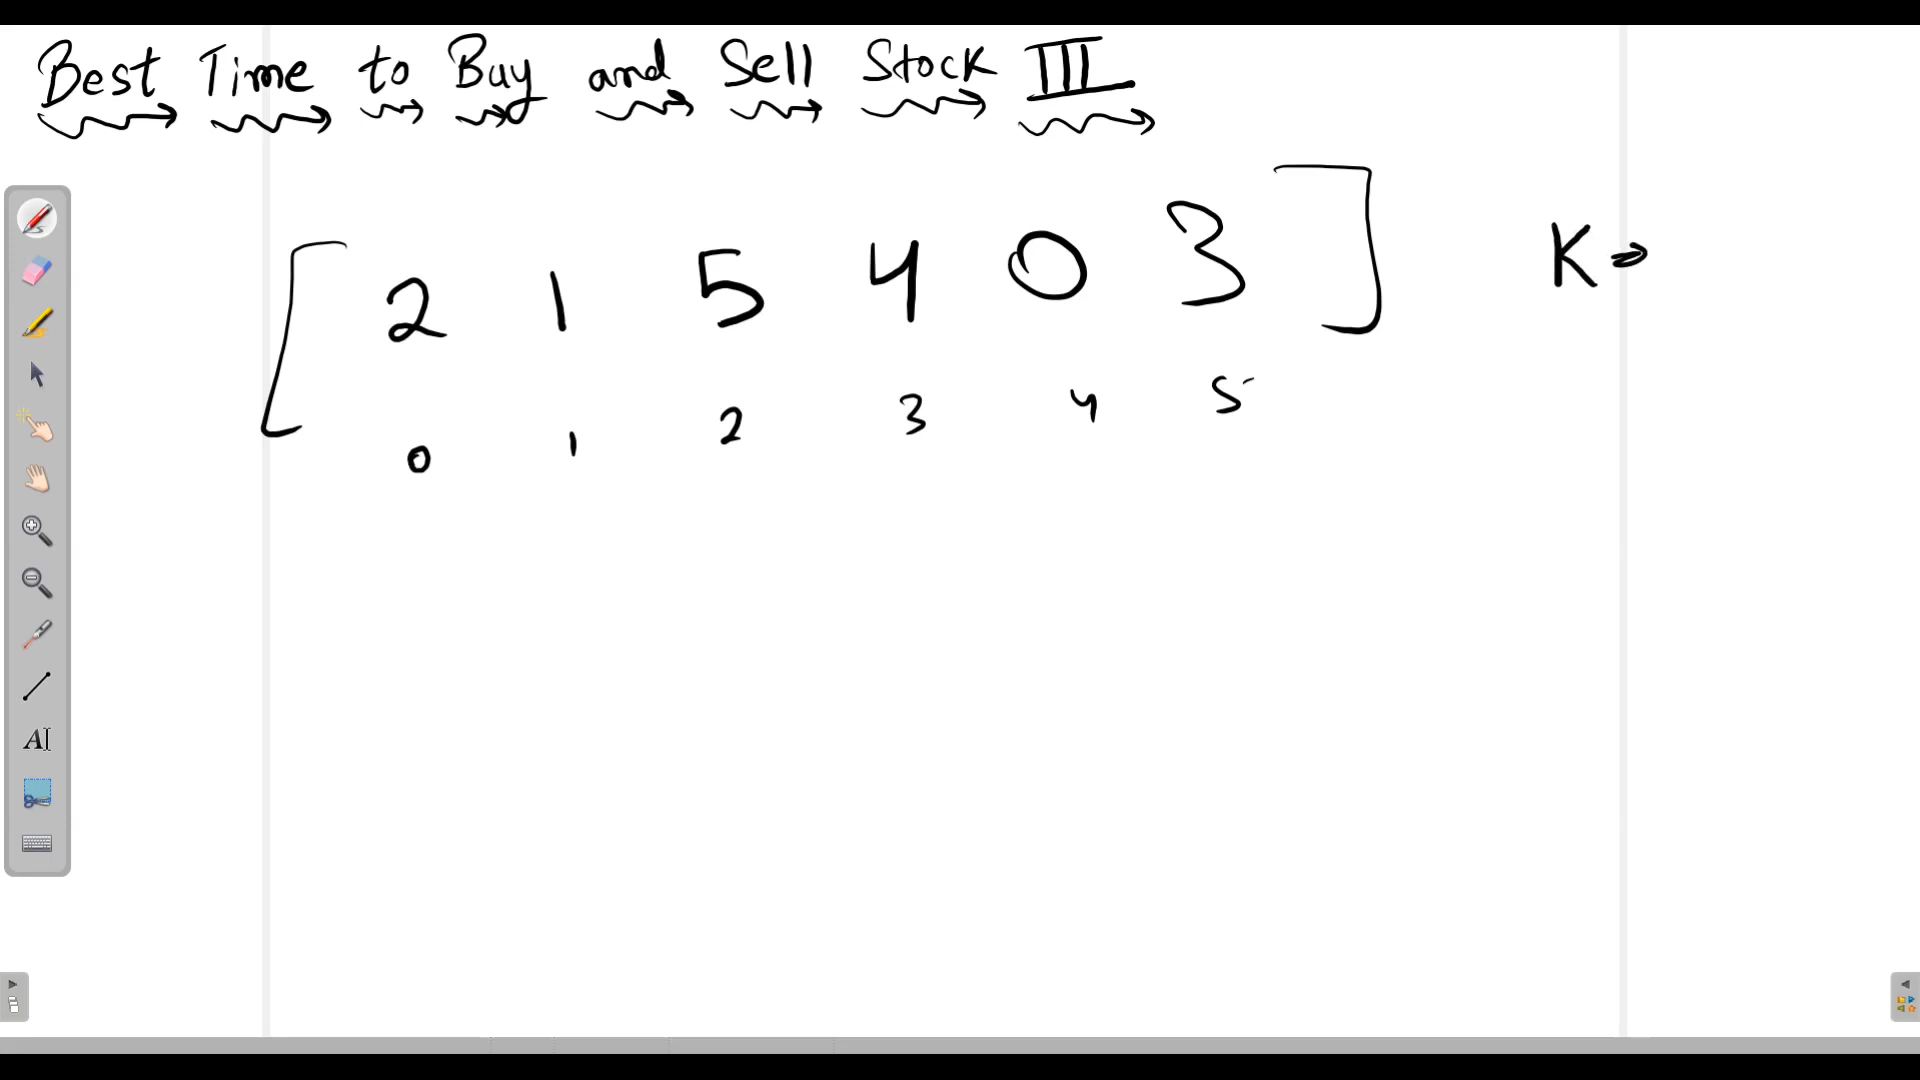 Best Time to Buy and Sell Stock III
[ 2 1 5 4 0 3 ] K →
0 1 2 3 4 5
A